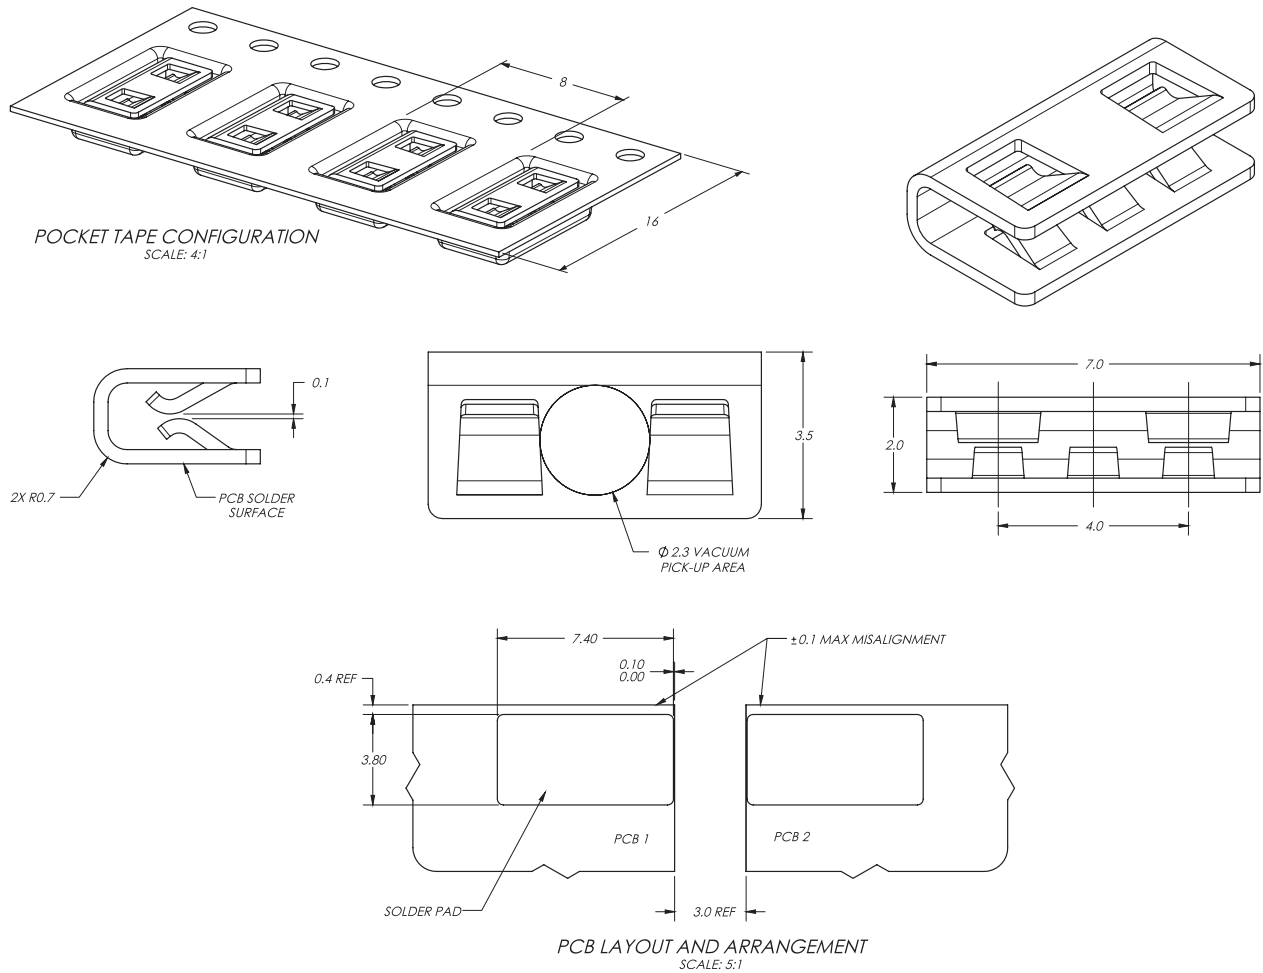 8
16
POCKET TAPE CONFIGURATION
SCALE: 4:1
0.1
2X R0.7
PCB SOLDER
SURFACE
3.5
Ø 2.3 VACUUM
PICK-UP AREA
7.0
2.0
4.0
7.40
±0.1 MAX MISALIGNMENT
0.10
0.00
0.4 REF
3.80
PCB 1
PCB 2
SOLDER PAD
3.0 REF
PCB LAYOUT AND ARRANGEMENT
SCALE: 5:1